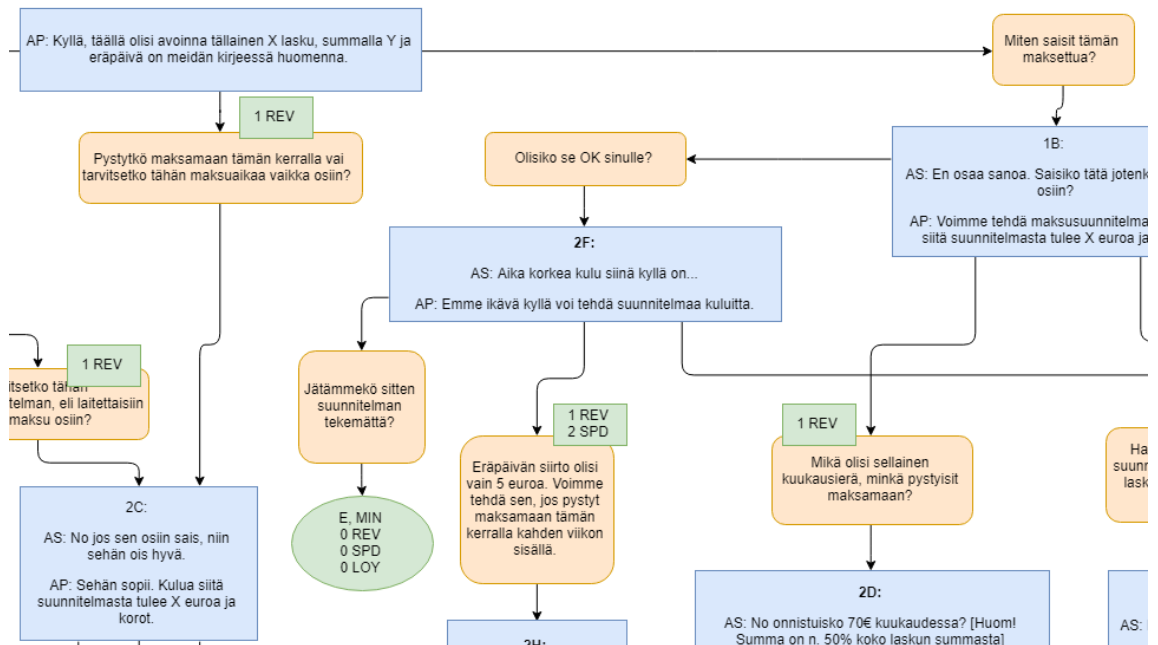 AP: Kyllä, täällä olisi avoinna tällainen X lasku, summalla Y ja
eräpäivä on meidän kirjeessä huomenna.
Miten saisit tämän
maksettua?
1 REV
Pystytkö maksamaan tämän kerralla vai
tarvitsetko tähän maksuaikaa vaikka osiin?
Olisiko se OK sinulle?
1B:
AS: En osaa sanoa. Saisiko tätä
osiin?
AP: Voimme tehdä
siitä suunnitelmasta tulee X euroa ja
2F:
AS: Aika korkea kulu siinä kyllä on...
AP: Emme ikävä kyllä voi tehdä suunnitelmaa kuluitta.
1 REV
tähän
eli laitettaisiin
maksu osiin?
Jätämmekö sitten
suunnitelman
tekemättä?
1 REV
2 SPD
Eräpäivän siirto olisi
vain 5 euroa. Voimme
tehdä sen, jos pystyt
maksamaan tämän
kerralla kahden viikon
sisällä.
1 REV
Mikä olisi sellainen
kuukausierä, minkä pystyisit
maksamaan?
2C:
AS: No jos sen osiin sais, niin
sehän ois hyvä.
AP: Sehän sopii. Kulua siitä
suunnitelmasta tulee X euroa ja
korot.
E, MIN
0 REV
0 SPD
0 LOY
2D:
AS: No onnistuisko 70€ kuukaudessa? [Huom!
Summa on n. 50% koko laskun summasta]
AS: